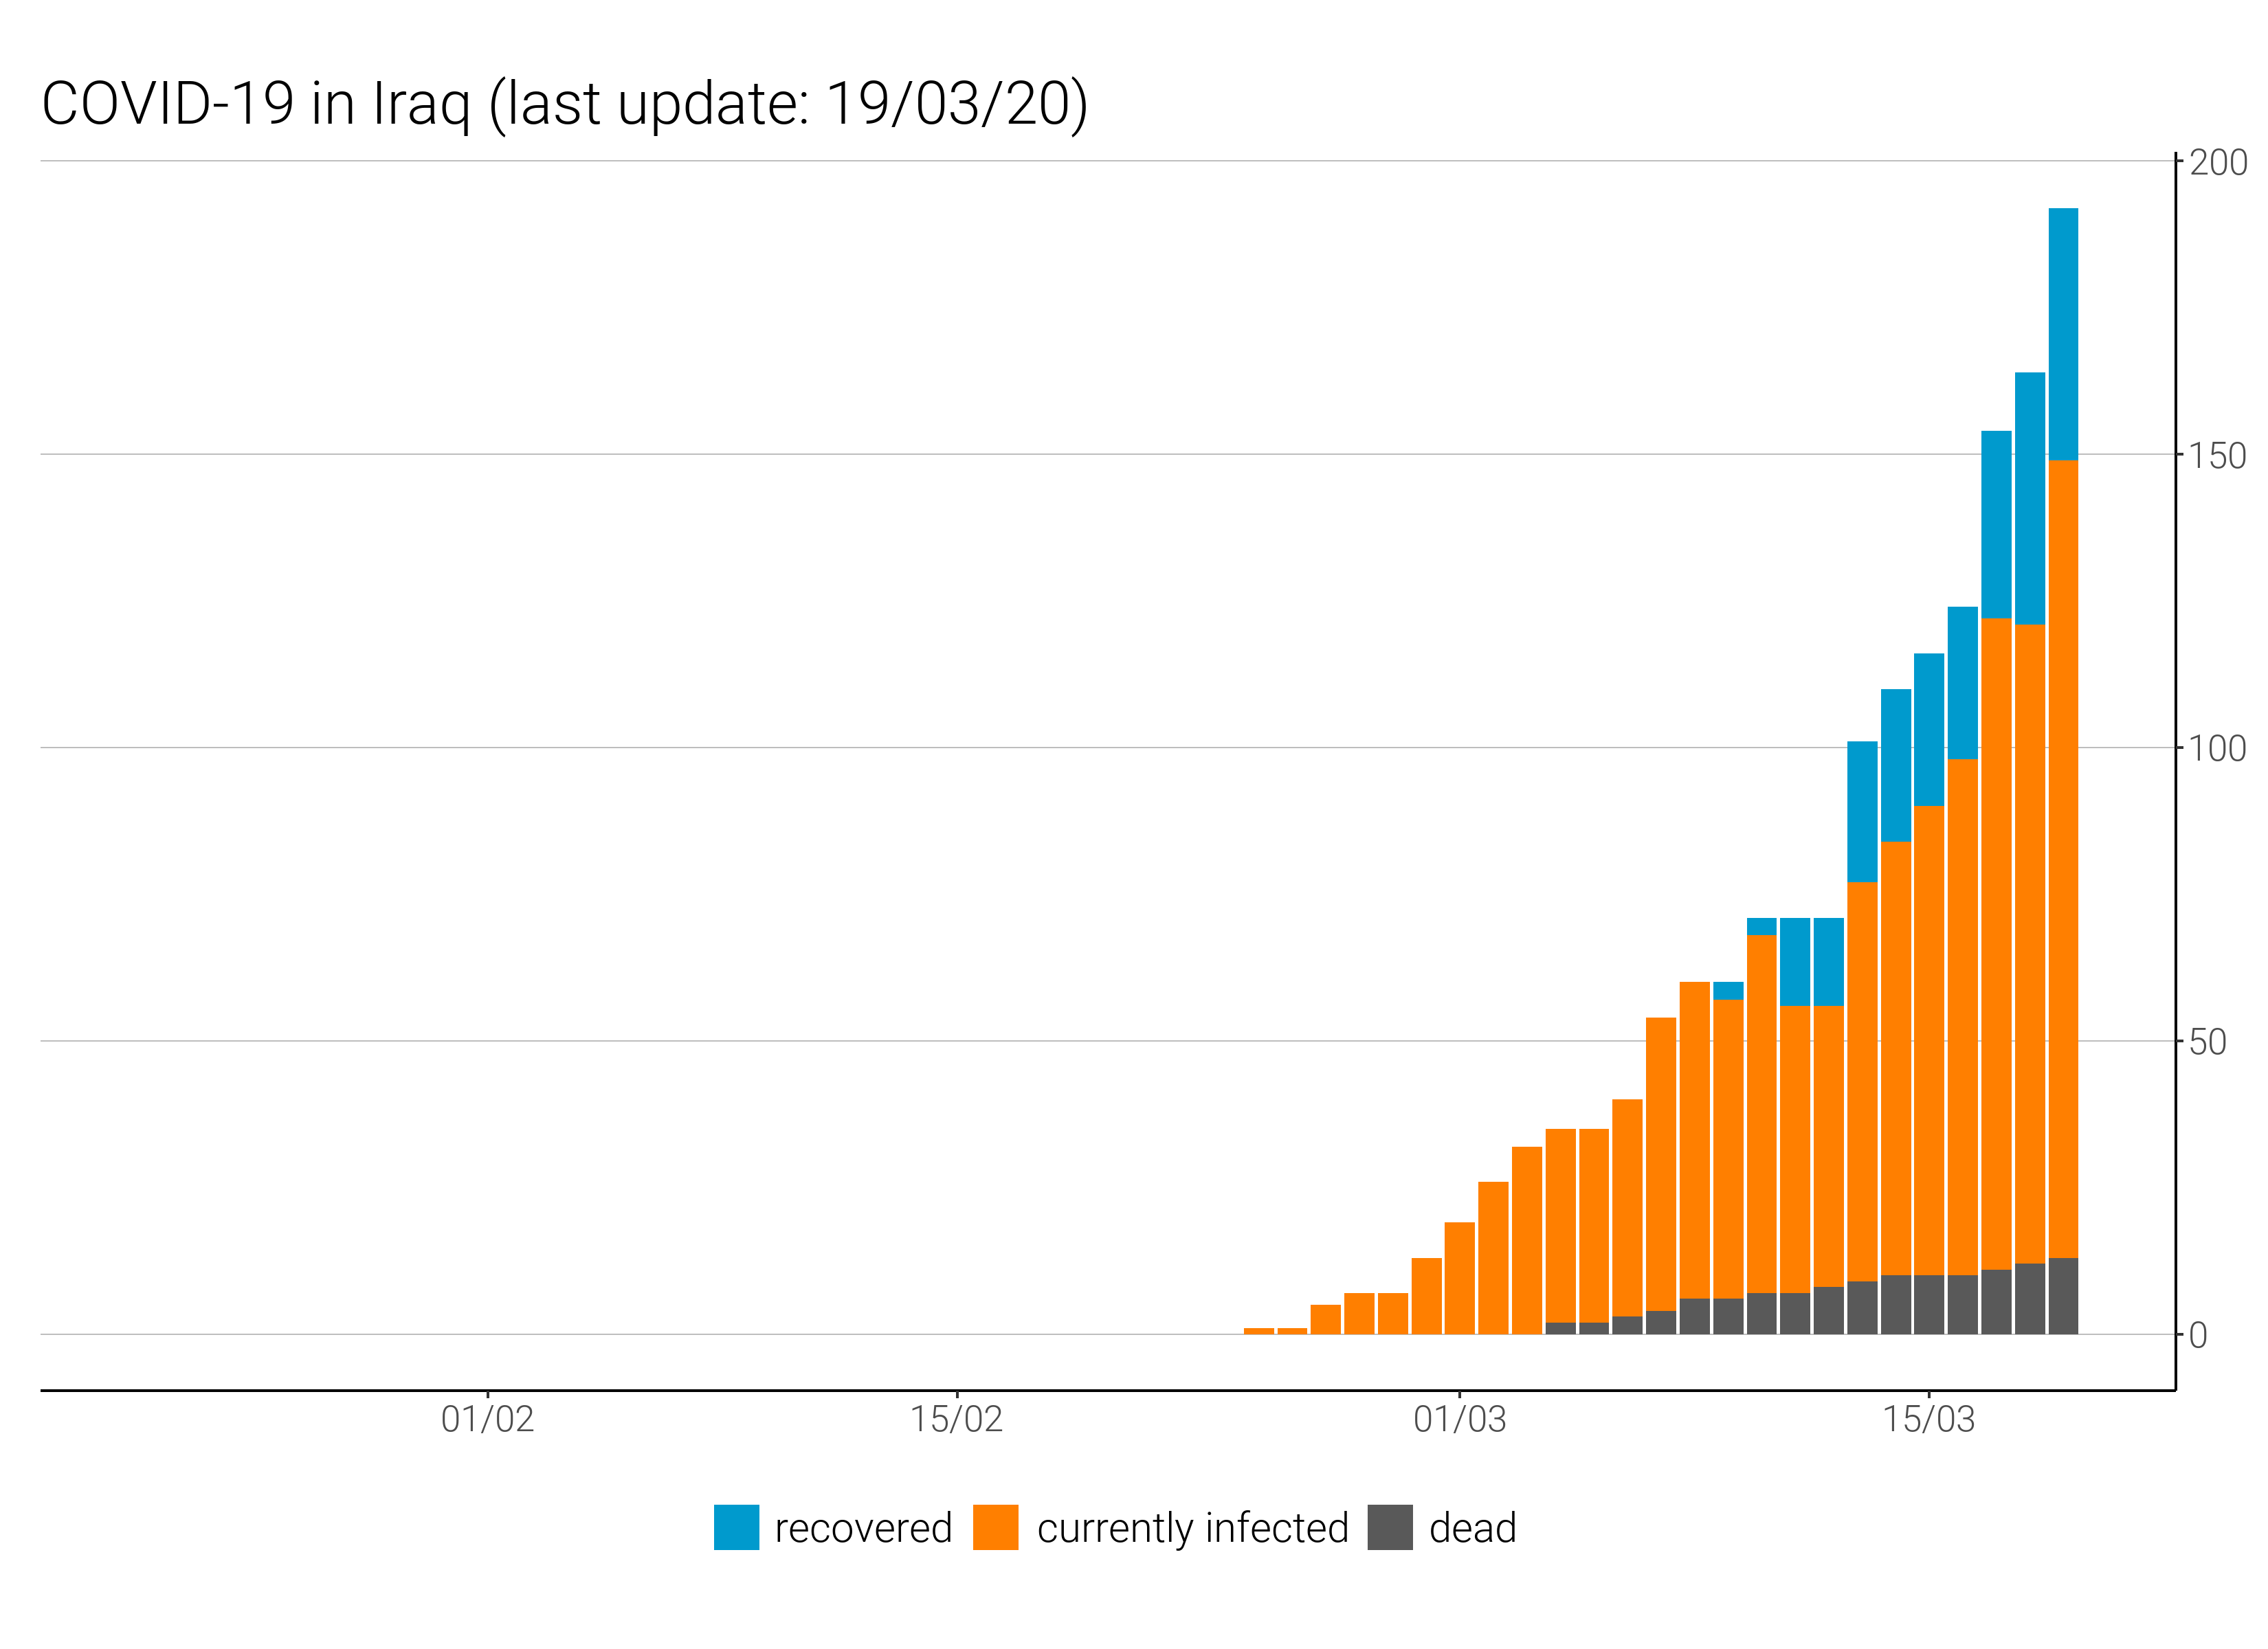 COVID-19 in Iraq (last update: 19/03/20)
200
150
100
50
0
01/02 15/02 01/03 15/03
recovered currently infected dead